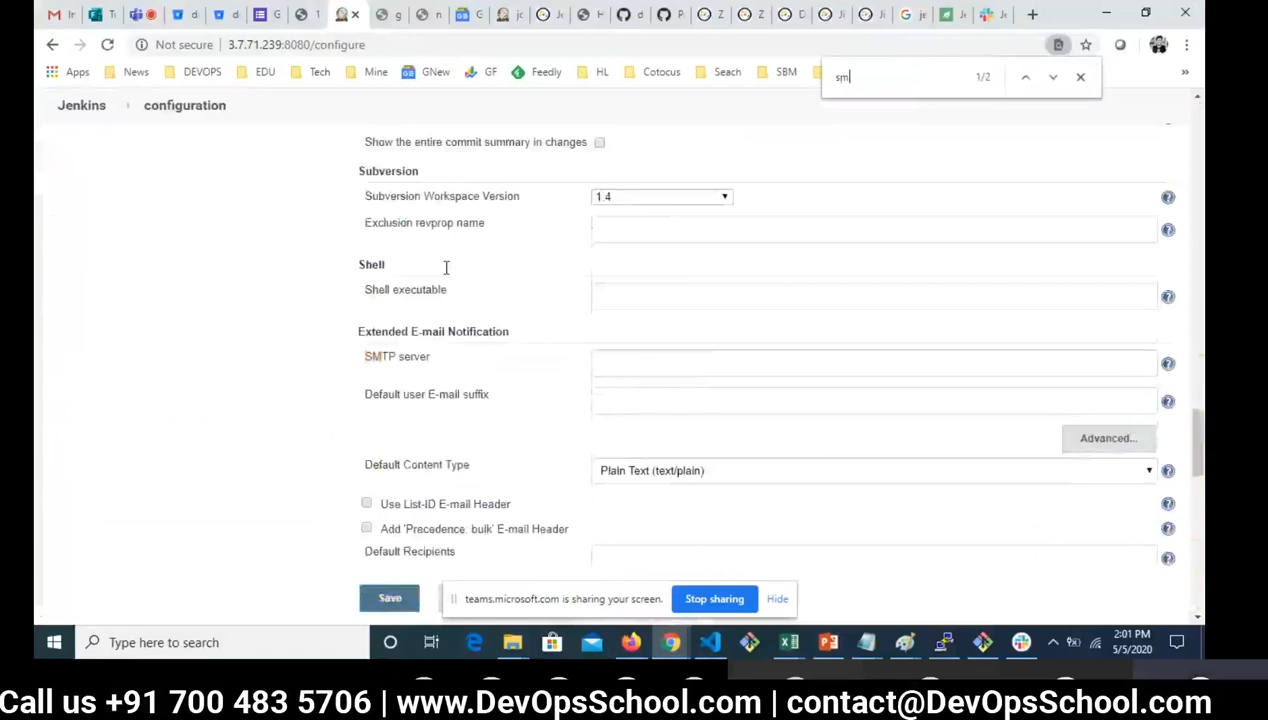 Not secure 3.7.71.239:8080/configure
Apps News DEVOPS EDU Tech Mine GNew GF Feedly HL Cotocus Seach SBM »
sm 1/2
Jenkins configuration
Show the entire commit summary in changes
Subversion
Subversion Workspace Version 1.4
Exclusion revprop name
Shell
Shell executable
Extended E-mail Notification
SMTP server
Default user E-mail suffix
Advanced...
Default Content Type Plain Text (text/plain)
Use List-ID E-mail Header
Add 'Precedence: bulk' E-mail Header
Default Recipients
Save
teams.microsoft.com is sharing your screen. Stop sharing Hide
Type here to search
2:01 PM
5/5/2020
Call us +91 700 483 5706 | www.DevOpsSchool.com | contact@DevOpsSchool.com